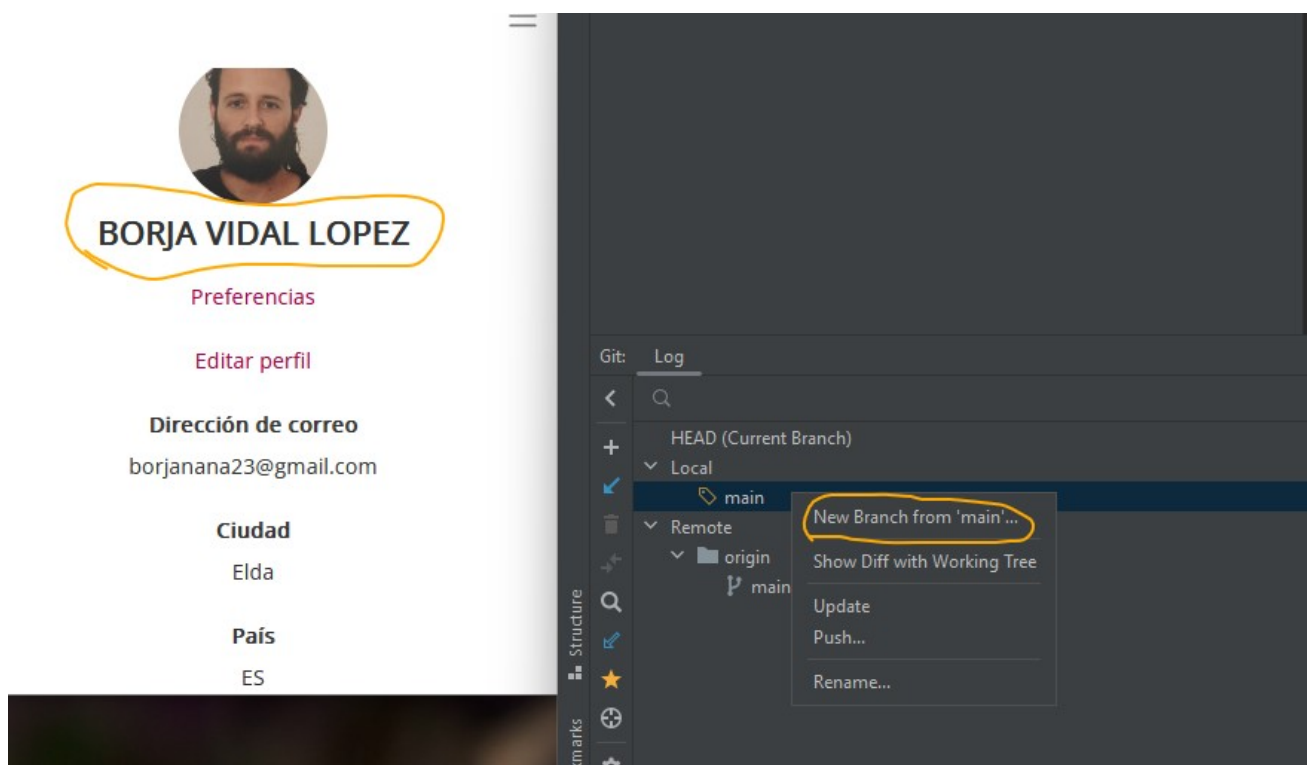 BORJA VIDAL LOPEZ
Preferencias
Editar perfil
Dirección de correo
borjanana23@gmail.com
Ciudad
Elda
País
ES
Git: Log
HEAD (Current Branch)
Local
main
Remote
origin
main
New Branch from 'main'...
Show Diff with Working Tree
Update
Push...
Rename...
Structure